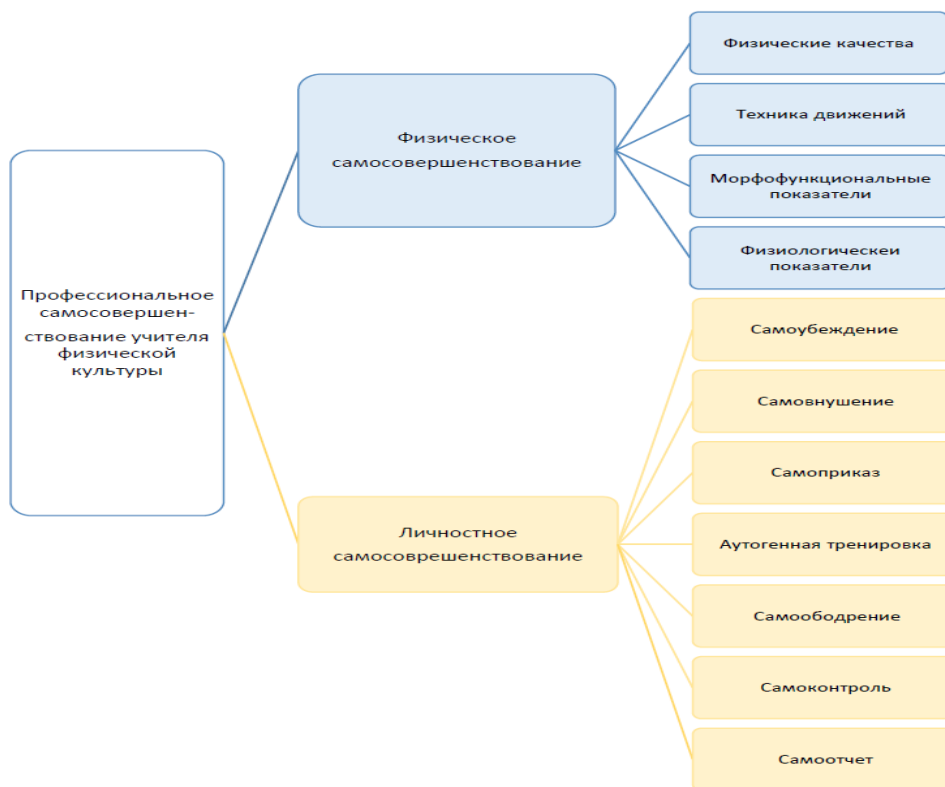 Профессиональное
самосовершен-
ствование учителя
физической
культуры
Физическое
самосовершенствование
Физические качества
Техника движений
Морфофункциональные
показатели
Физиологическеи
показатели
Личностное
самосоврешенствование
Самоубеждение
Самовнушение
Самоприказ
Аутогенная тренировка
Самоободрение
Самоконтроль
Самоотчет